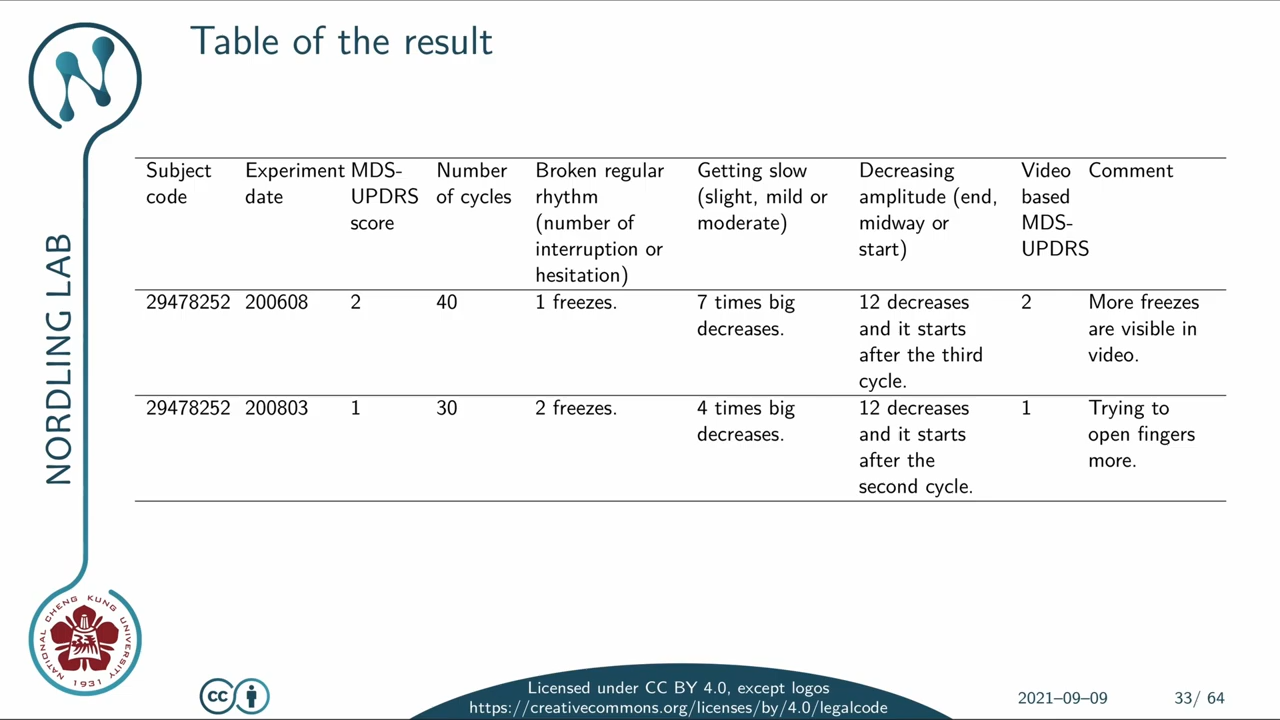 Table of the result
Subject code
Experiment date
MDS-UPDRS score
Number of cycles
Broken regular rhythm (number of interruption or hesitation)
Getting slow (slight, mild or moderate)
Decreasing amplitude (end, midway or start)
Video based MDS-UPDRS
Comment
29478252
200608
2
40
1 freezes.
7 times big decreases.
12 decreases and it starts after the third cycle.
2
More freezes are visible in video.
29478252
200803
1
30
2 freezes.
4 times big decreases.
12 decreases and it starts after the second cycle.
1
Trying to open fingers more.
NORDLING LAB
NATIONAL CHENG KUNG UNIVERSITY
1931
cc
Licensed under CC BY 4.0, except logos
https://creativecommons.org/licenses/by/4.0/legalcode
2021–09–09
33/ 64